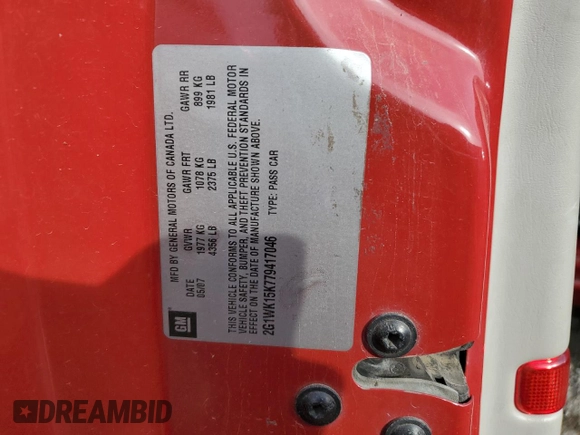 MFD BY GENERAL MOTORS OF CANADA LTD.
DATE GVWR GAWR FRT GAWR RR
05/07 1977 KG 1078 KG 899 KG
4356 LB 2375 LB 1981 LB
THIS VEHICLE CONFORMS TO ALL APPLICABLE U.S. FEDERAL MOTOR
VEHICLE SAFETY, BUMPER, AND THEFT PREVENTION STANDARDS IN
EFFECT ON THE DATE OF MANUFACTURE SHOWN ABOVE.
2G1WK15K779417046 TYPE: PASS CAR
GM
DREAMBID